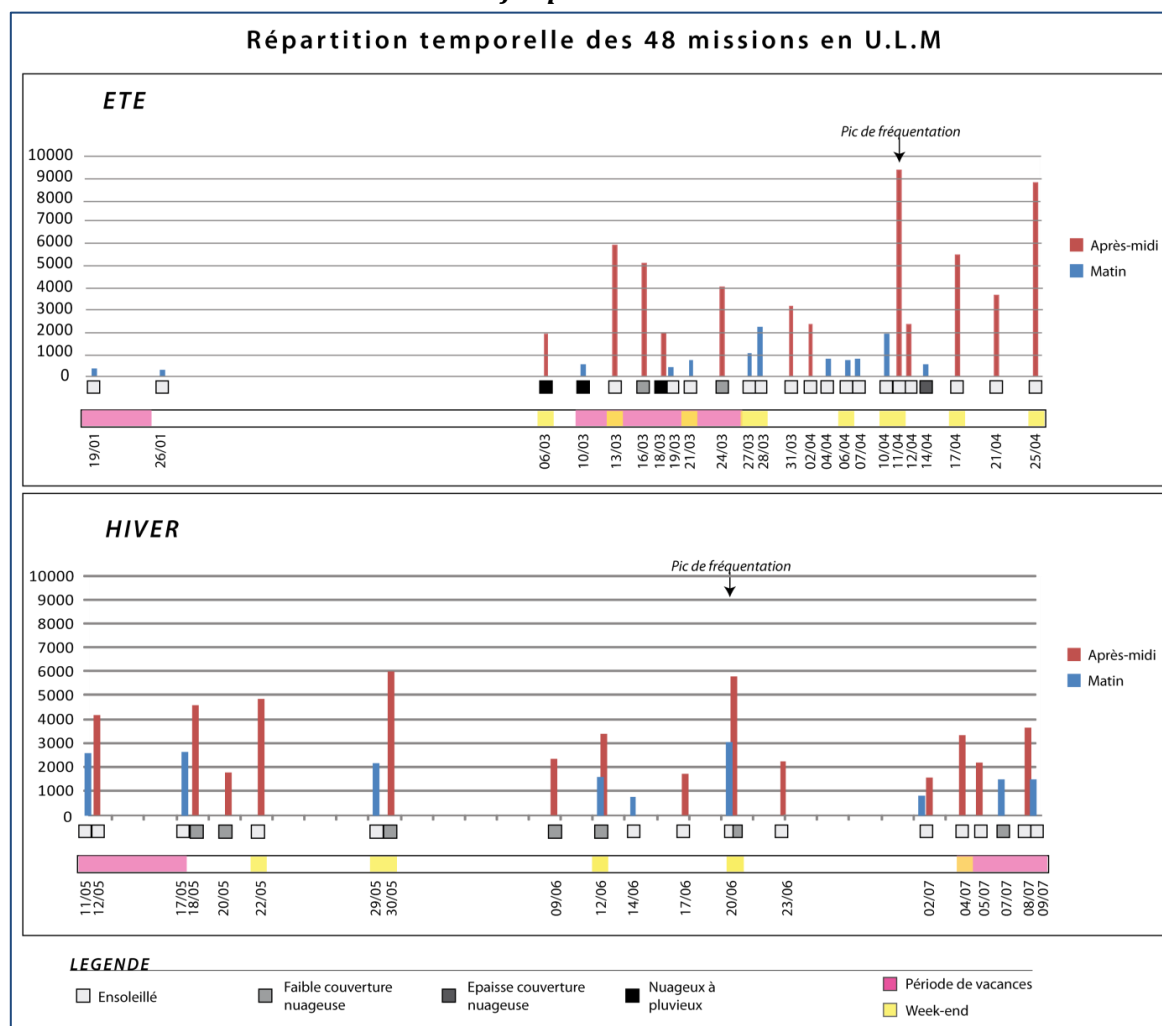 Répartition temporelle des 48 missions en U.L.M
ETE
Pic de fréquentation
10000
9000
8000
7000
6000
5000
4000
3000
2000
1000
0
Après-midi
Matin
19/01 26/01 06/03 10/03 13/03 16/03 18/03 19/03 21/03 24/03 27/03 28/03 31/03 02/04 04/04 06/04 07/04 10/04 11/04 12/04 14/04 17/04 21/04 25/04
HIVER
Pic de fréquentation
10000
9000
8000
7000
6000
5000
4000
3000
2000
1000
0
Après-midi
Matin
11/05 12/05 17/05 18/05 20/05 22/05 29/05 30/05 09/06 12/06 14/06 17/06 20/06 23/06 02/07 04/07 05/07 07/07 08/07 09/07
LEGENDE
Ensoleillé
Faible couverture
nuageuse
Epaisse couverture
nuageuse
Nuageux à
pluvieux
Période de vacances
Week-end